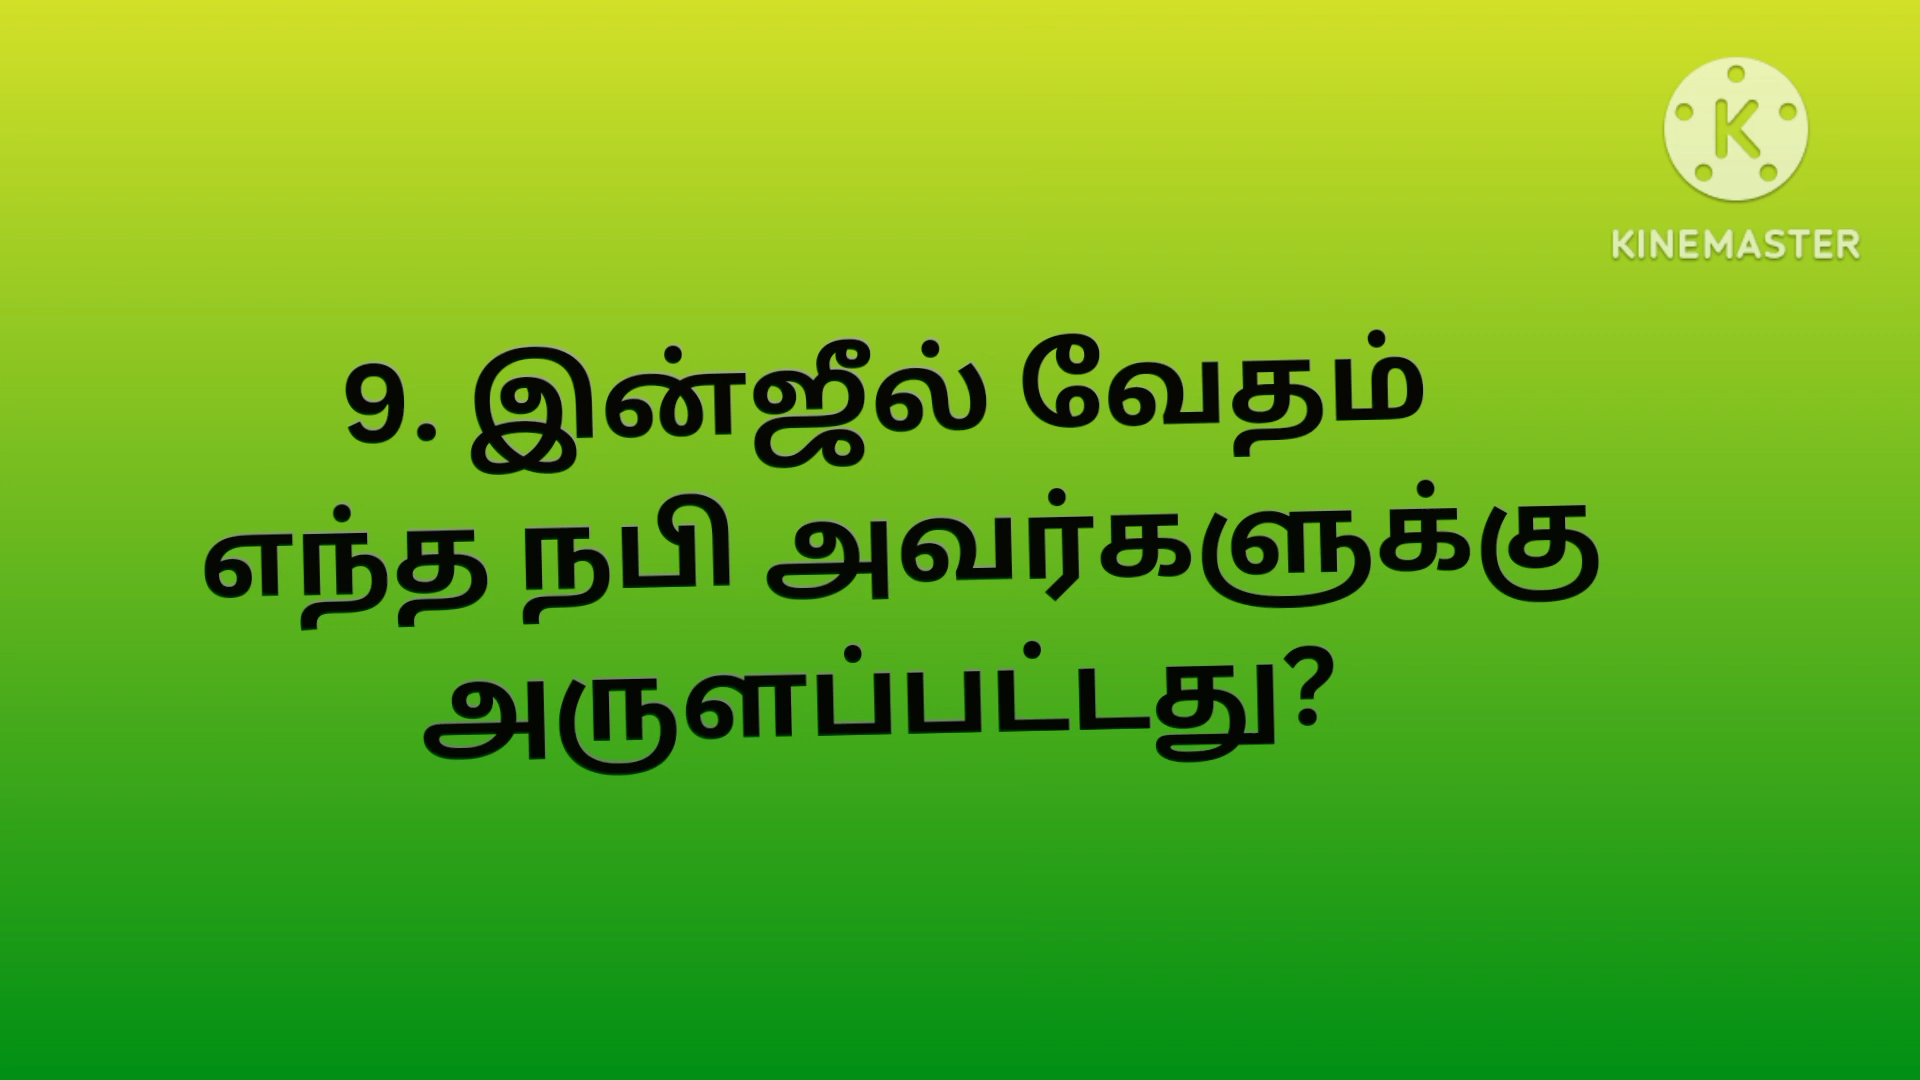 KINEMASTER
9. இன்ஜீல் வேதம்
எந்த நபி அவர்களுக்கு
அருளப்பட்டது?